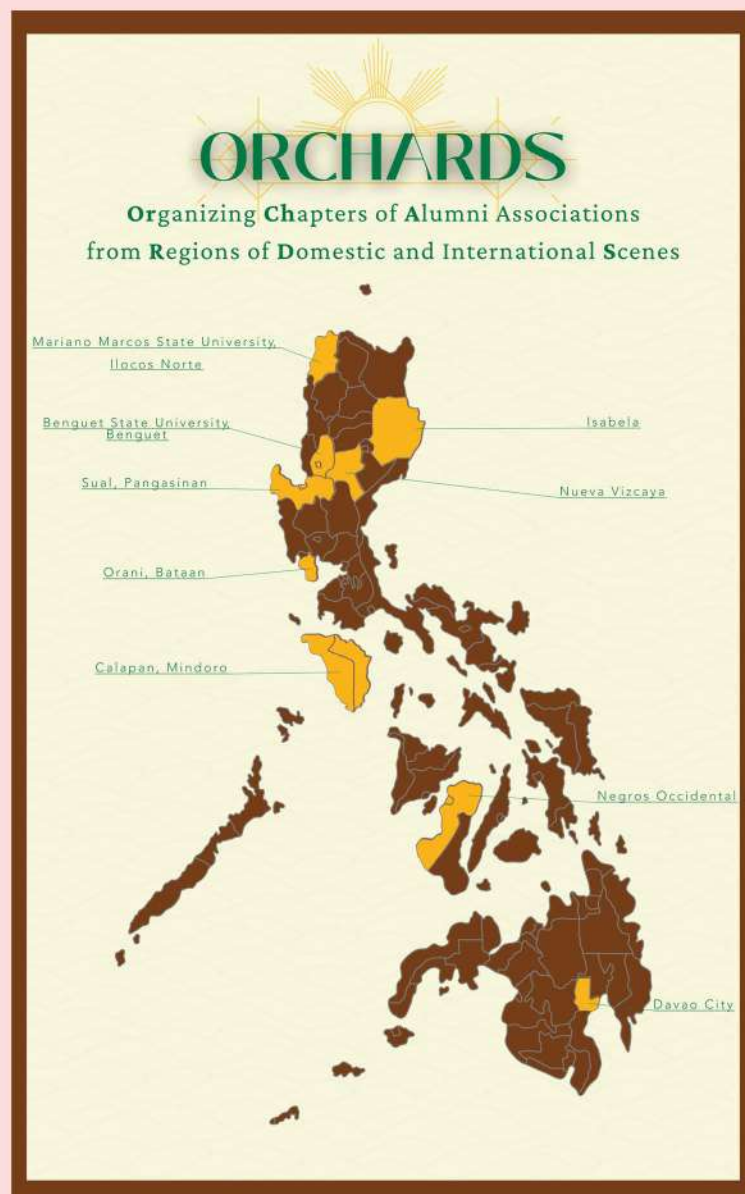 ORCHARDS
Organizing Chapters of Alumni Associations
from Regions of Domestic and International Scenes
Mariano Marcos State University,
Ilocos Norte
Benguet State University,
Benguet
Isabela
Sual, Pangasinan
Nueva Vizcaya
Orani, Bataan
Calapan, Mindoro
Negros Occidental
Davao City